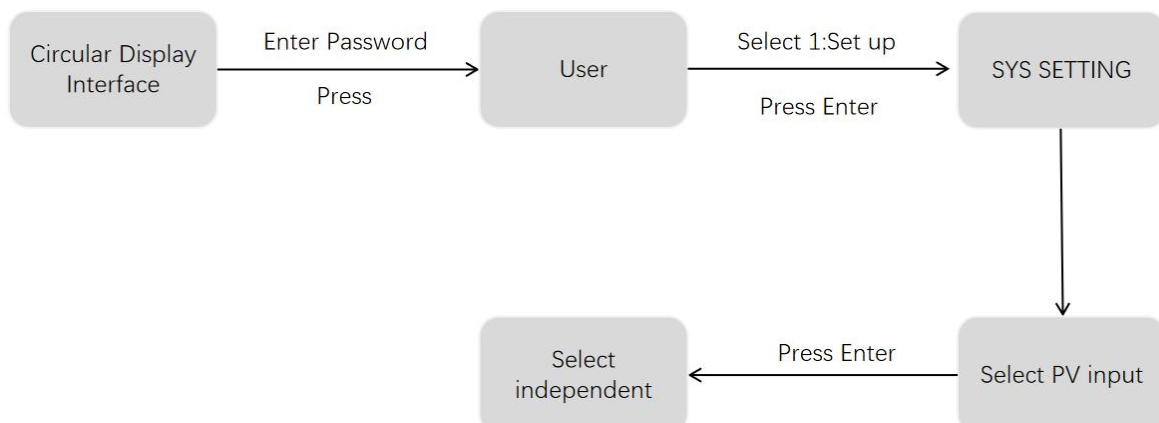 Circular Display
Interface
Enter Password
Press
User
Select 1:Set up
Press Enter
SYS SETTING
Select PV input
Press Enter
Select
independent